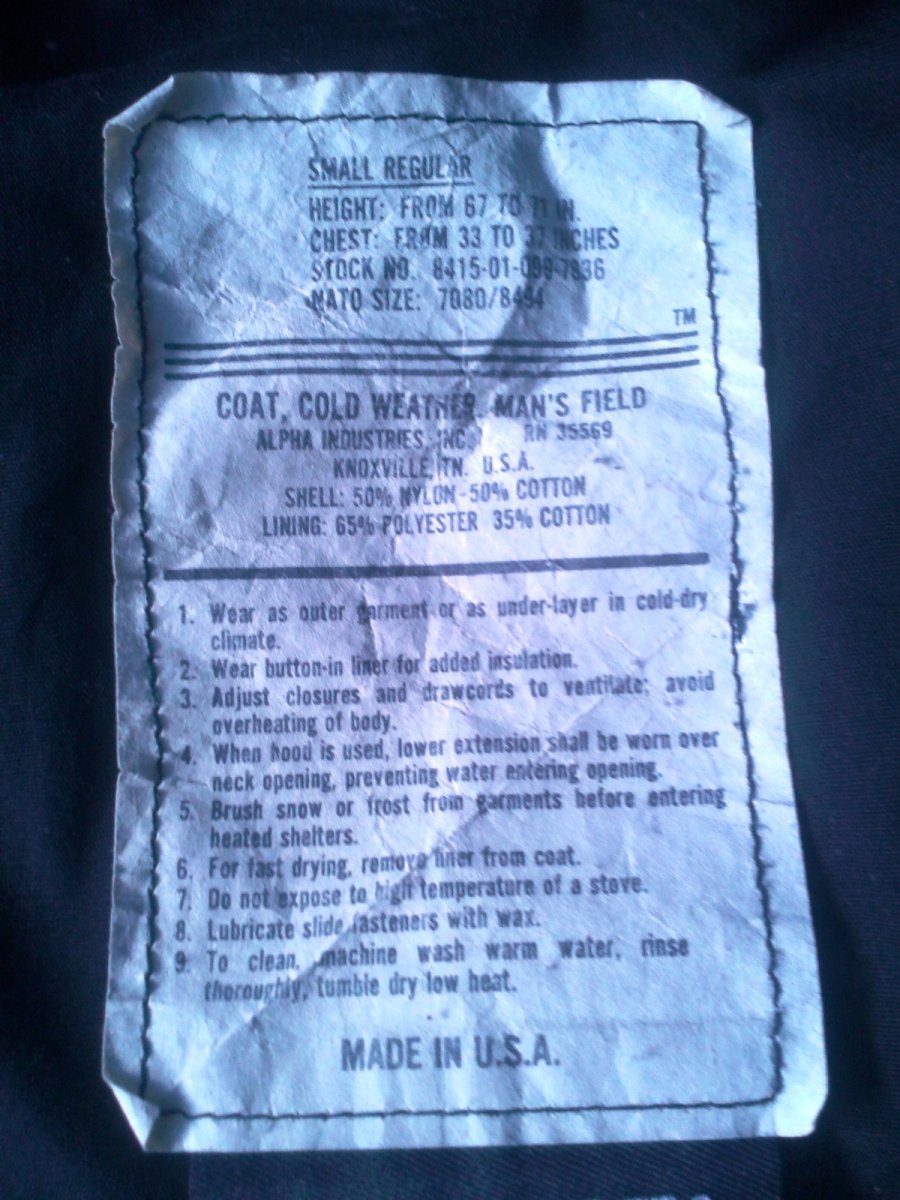 SMALL REGULAR
HEIGHT: FROM 67 TO 71 IN.
CHEST: FROM 33 TO 37 INCHES
STOCK NO. 8415-01-099-7836
NATO SIZE: 7080/8494
TM
COAT, COLD WEATHER, MAN'S FIELD
ALPHA INDUSTRIES, INC. RN 35569
KNOXVILLE, TN. U.S.A.
SHELL: 50% NYLON-50% COTTON
LINING: 65% POLYESTER 35% COTTON
1. Wear as outer garment or as under-layer in cold-dry
climate.
2. Wear button-in liner for added insulation.
3. Adjust closures and drawcords to ventilate; avoid
overheating of body.
4. When hood is used, lower extension shall be worn over
neck opening, preventing water entering opening.
5. Brush snow or frost from garments before entering
heated shelters.
6. For fast drying, remove liner from coat.
7. Do not expose to high temperature of a stove.
8. Lubricate slide fasteners with wax.
9. To clean, machine wash warm water, rinse
thoroughly, tumble dry low heat.
MADE IN U.S.A.